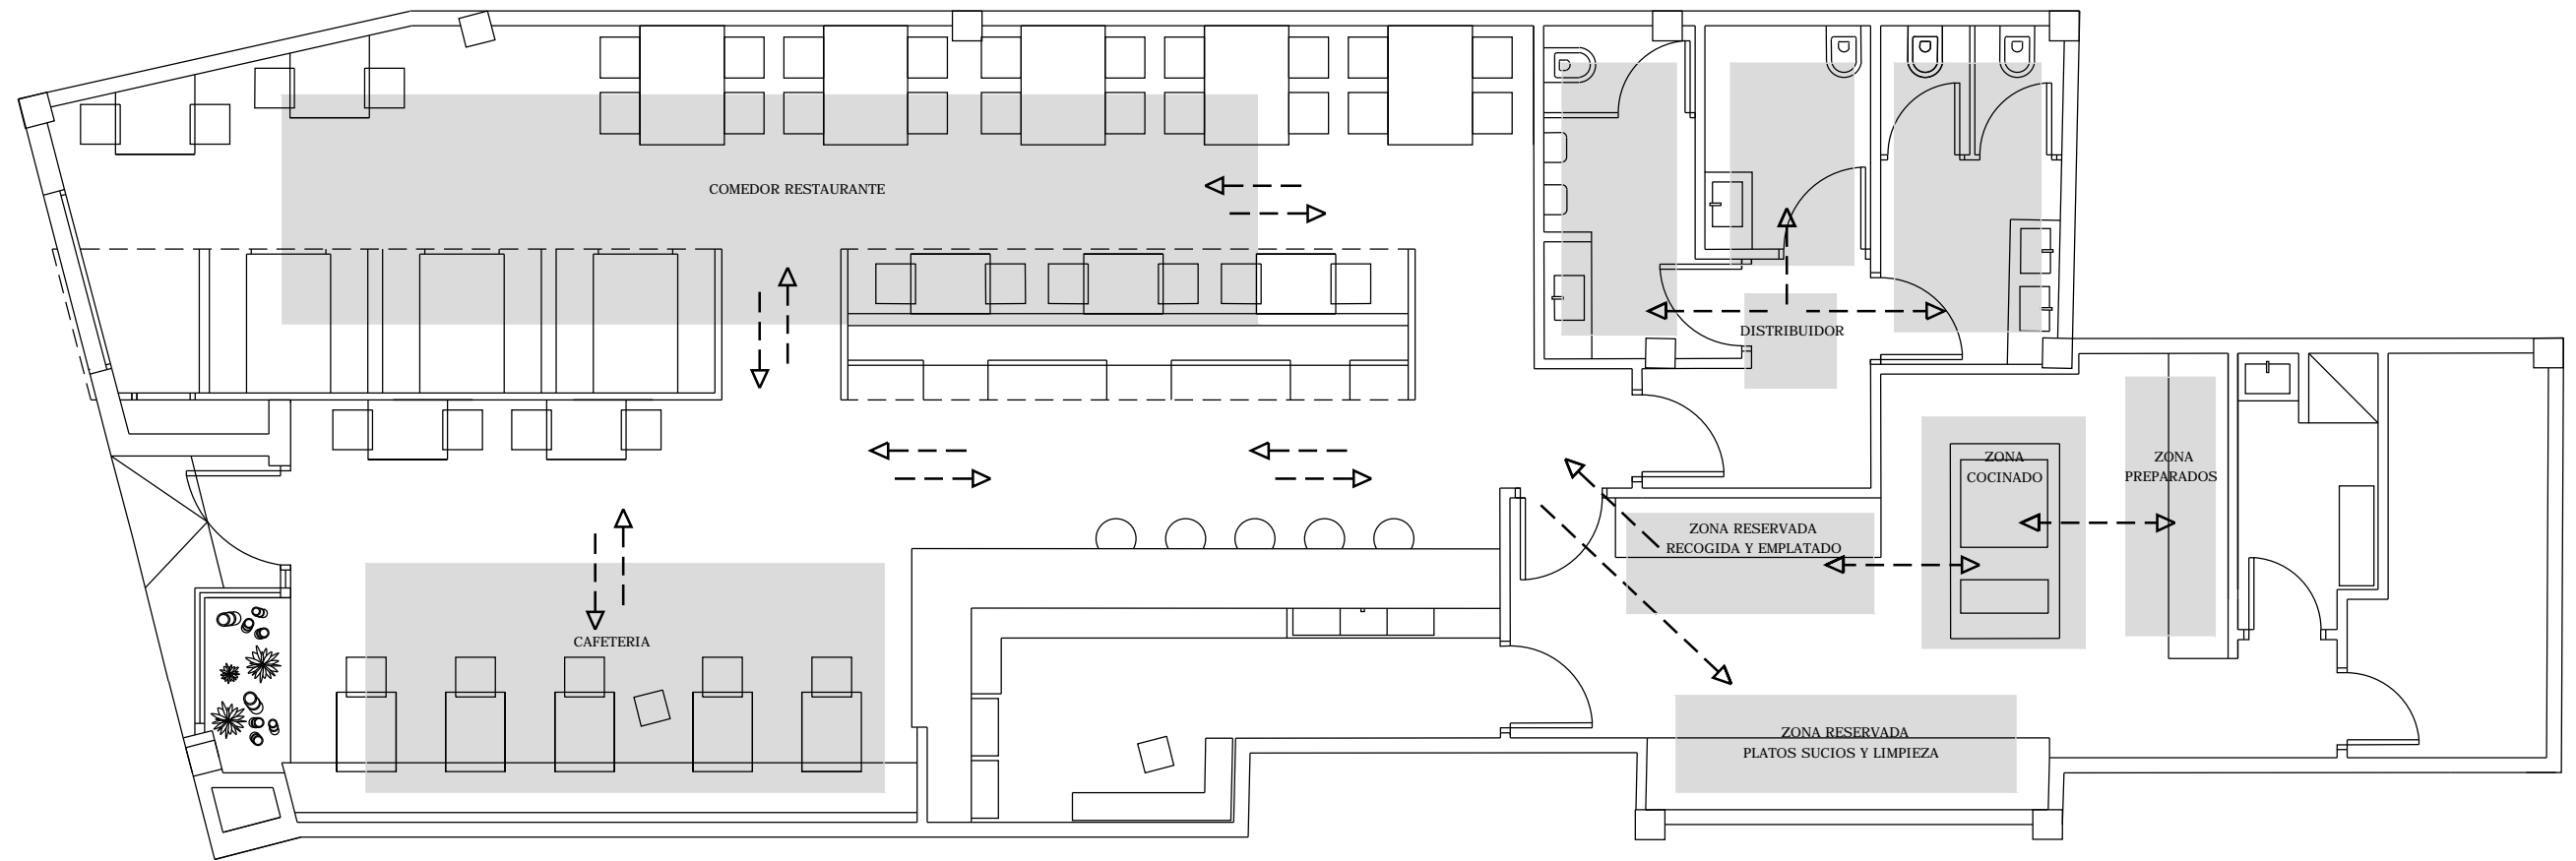 COMEDOR RESTAURANTE
DISTRIBUIDOR
ZONA
COCINADO
ZONA
PREPARADOS
ZONA RESERVADA
RECOGIDA Y EMPLATADO
CAFETERIA
ZONA RESERVADA
PLATOS SUCIOS Y LIMPIEZA